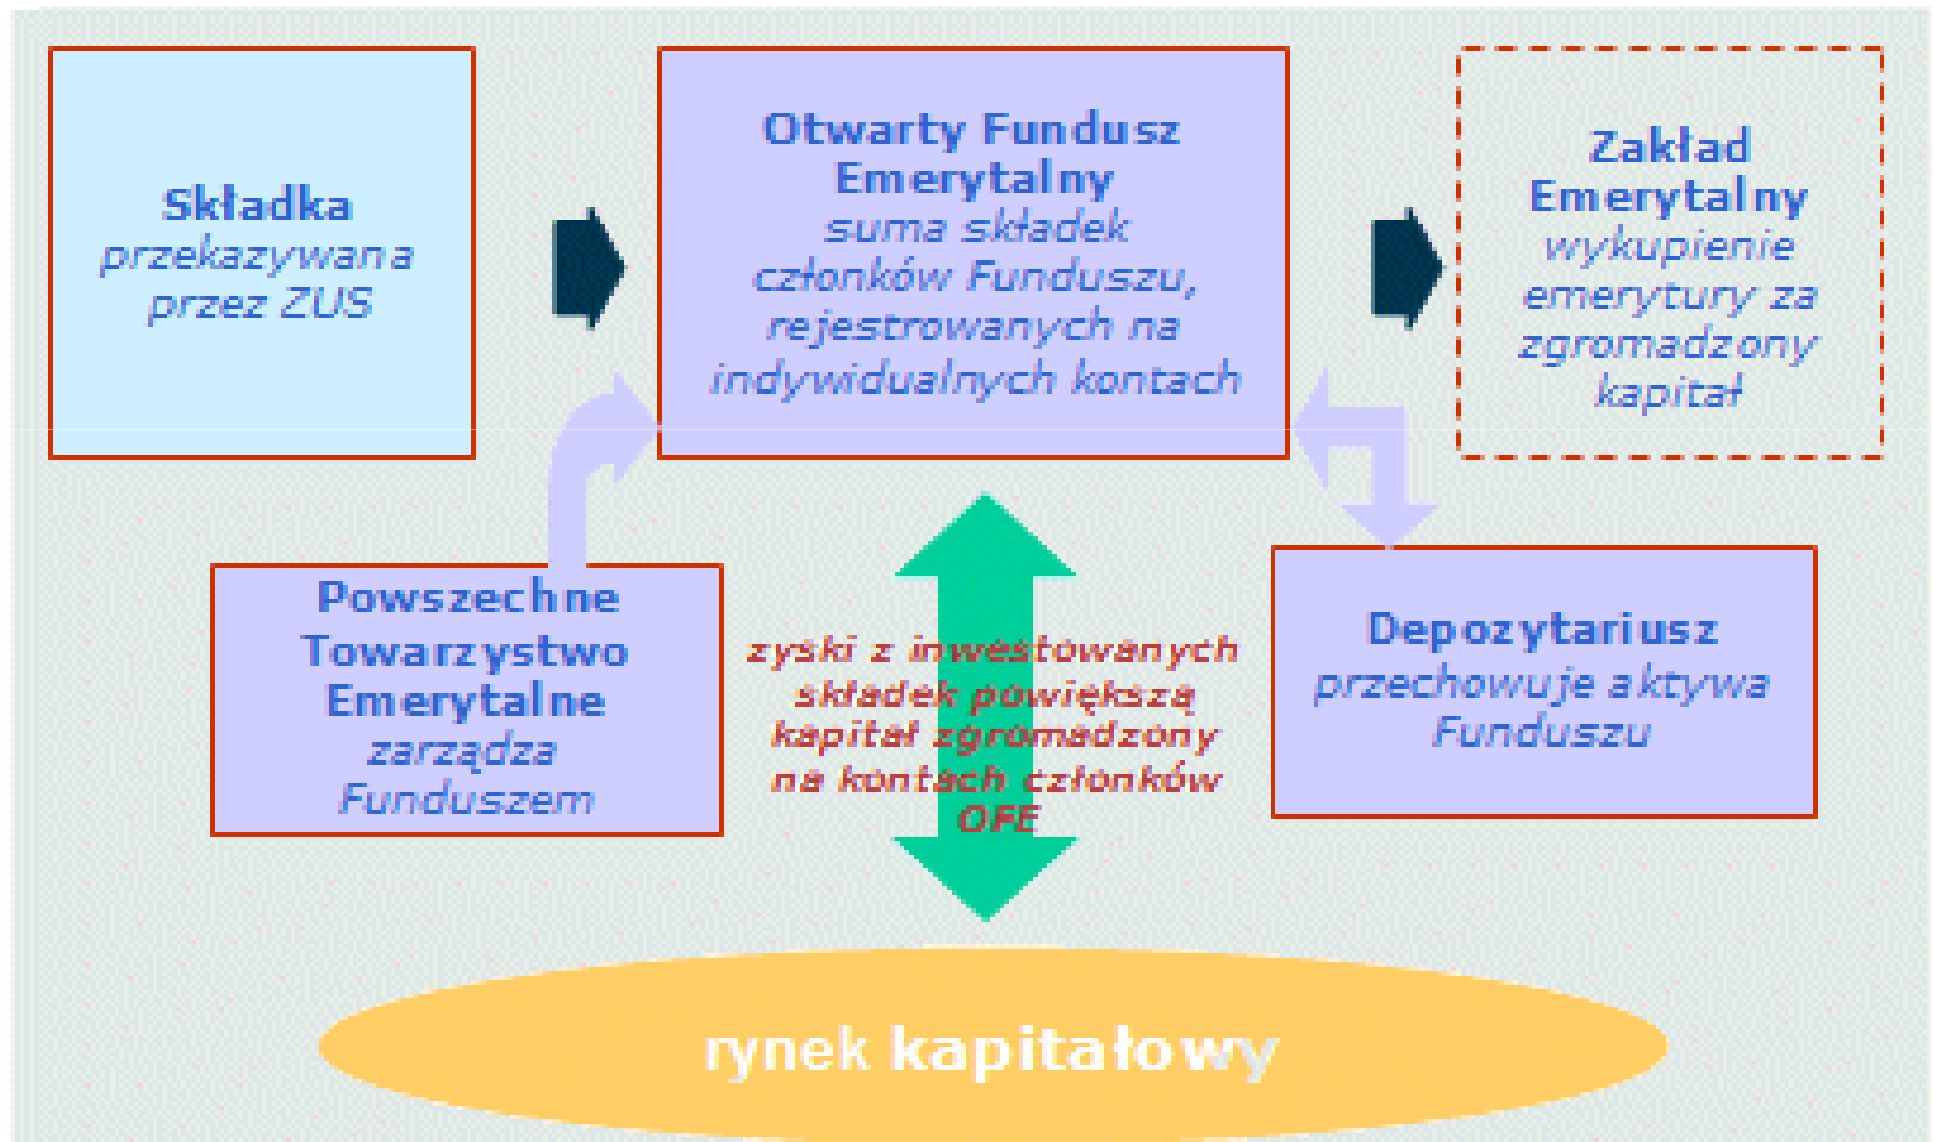 Składka
przekazywana
przez ZUS
Otwarty Fundusz
Emerytalny
suma składek
członków Funduszu,
rejestrowanych na
indywidualnych kontach
Zakład
Emerytalny
wykupienie
emerytury za
zgromadzony
kapitał
Powszechne
Towarzystwo
Emerytalne
zarządza
Funduszem
zyski z inwestowanych
składek powiększą
kapitał zgromadzony
na kontach członków
OFE
Depozytariusz
przechowuje aktywa
Funduszu
rynek kapitałowy